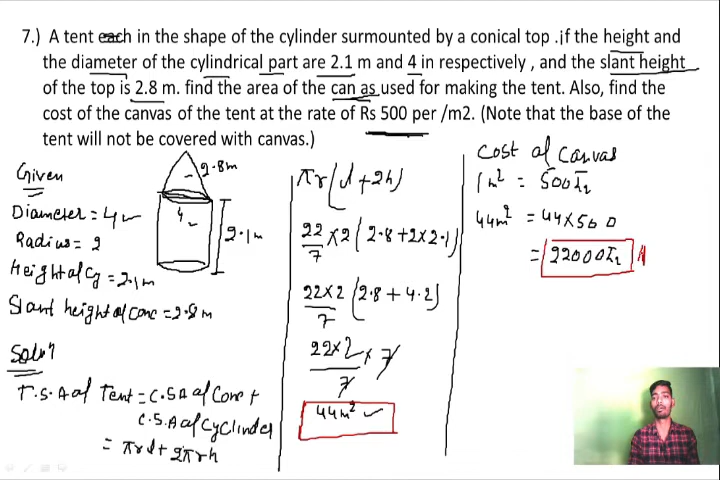 7.) A tent each in the shape of the cylinder surmounted by a conical top .if the height and
the diameter of the cylindrical part are 2.1 m and 4 in respectively , and the slant height
of the top is 2.8 m. find the area of the can as used for making the tent. Also, find the
cost of the canvas of the tent at the rate of Rs 500 per /m2. (Note that the base of the
tent will not be covered with canvas.)
Given
Diameter = 4 m
Radius = 2
Height of Cy = 2.1m
Slant height of cone = 2.8 m
Soluⁿ
T.S.A of Tent = C.S.A of Cone +
C.S.A of Cyclinder
= πrl + 2πrh
2.8m
4 m
2.1m
πr(l+2h)
22/7 ×2(2.8+2×2.1)
22×2/7 (2.8+4.2)
22×2/7 × 7
44m²
Cost of Canvas
1m² = 500
44m² = 44×500
= 22000